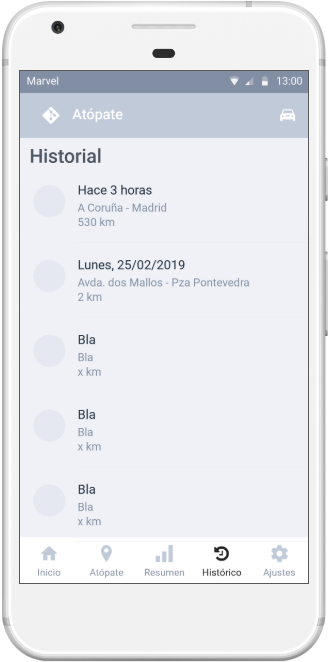 Marvel 13:00
Atópate
Historial
Hace 3 horas
A Coruña - Madrid
530 km
Lunes, 25/02/2019
Avda. dos Mallos - Pza Pontevedra
2 km
Bla
Bla
x km
Bla
Bla
x km
Bla
Bla
x km
Inicio Atópate Resumen Histórico Ajustes